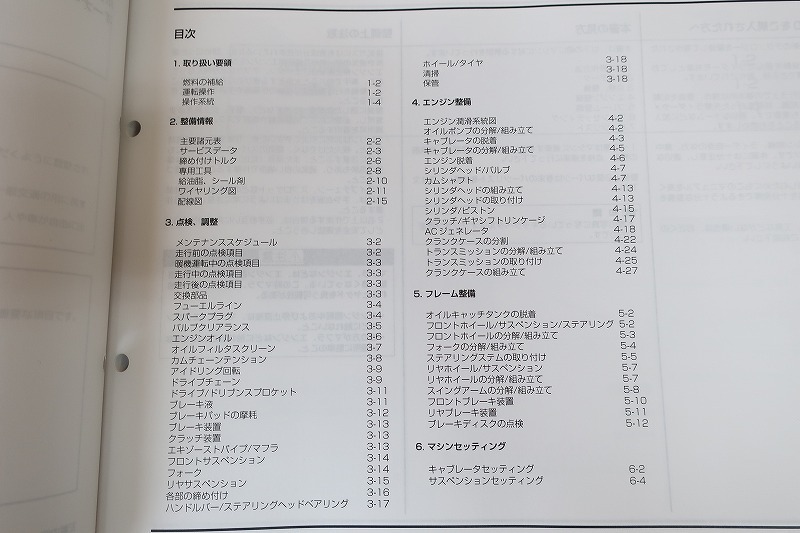 目次
1. 取り扱い要領
燃料の補給 1-2
運転操作 1-2
操作系統 1-4
2. 整備情報
主要諸元表 2-2
サービスデータ 2-3
締め付けトルク 2-6
専用工具 2-8
給油脂、シール剤 2-10
ワイヤリング図 2-11
配線図 2-15
3. 点検、調整
メンテナンススケジュール 3-2
走行前の点検項目 3-2
暖機運転中の点検項目 3-3
走行中の点検項目 3-3
走行後の点検項目 3-3
交換部品 3-3
フューエルライン 3-4
スパークプラグ 3-4
バルブクリアランス 3-5
エンジンオイル 3-6
オイルフィルタスクリーン 3-7
カムチェーンテンション 3-8
アイドリング回転 3-9
ドライブチェーン 3-9
ドライブ/ドリブンスプロケット 3-11
ブレーキ液 3-11
ブレーキパッドの摩耗 3-12
ブレーキ装置 3-13
クラッチ装置 3-13
エキゾーストパイプ/マフラ 3-13
フロントサスペンション 3-14
フォーク 3-14
リヤサスペンション 3-15
各部の締め付け 3-16
ハンドルバー/ステアリングヘッドベアリング 3-17
ホイール/タイヤ 3-18
清掃 3-18
保管 3-18
4. エンジン整備
エンジン潤滑系統図 4-2
オイルポンプの分解/組み立て 4-2
キャブレータの脱着 4-3
キャブレータの分解/組み立て 4-5
エンジン脱着 4-6
シリンダヘッド/バルブ 4-7
カムシャフト 4-7
シリンダヘッドの組み立て 4-13
シリンダヘッドの取り付け 4-13
シリンダ/ピストン 4-15
クラッチ/ギヤシフトリンケージ 4-17
ACジェネレータ 4-18
クランクケースの分割 4-22
トランスミッションの分解/組み立て 4-24
トランスミッションの取り付け 4-25
クランクケースの組み立て 4-27
5. フレーム整備
オイルキャッチタンクの脱着 5-2
フロントホイール/サスペンション/ステアリング 5-2
フロントホイールの分解/組み立て 5-3
フォークの分解/組み立て 5-4
ステアリングステムの取り付け 5-5
リヤホイール/サスペンション 5-7
リヤホイールの分解/組み立て 5-7
スイングアームの分解/組み立て 5-8
フロントブレーキ装置 5-10
リヤブレーキ装置 5-11
ブレーキディスクの点検 5-12
6. マシンセッティング
キャブレータセッティング 6-2
サスペンションセッティング 6-4